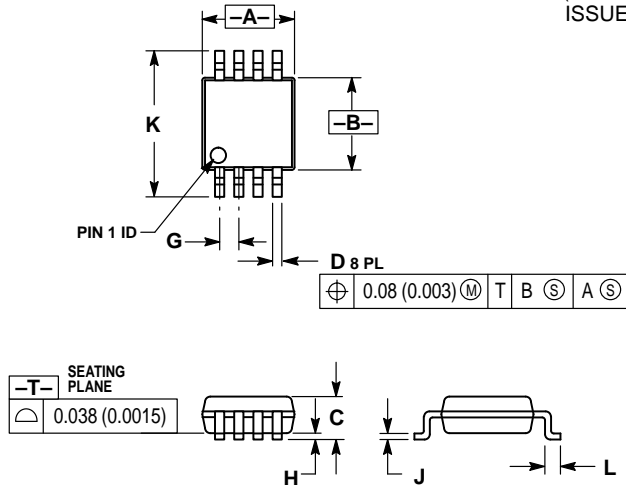 ISSUE
–A–
K
–B–
PIN 1 ID
G
D 8 PL
⌖ 0.08 (0.003) Ⓜ T B Ⓢ A Ⓢ
–T– SEATING PLANE
⌓ 0.038 (0.0015)
C
H
J
L